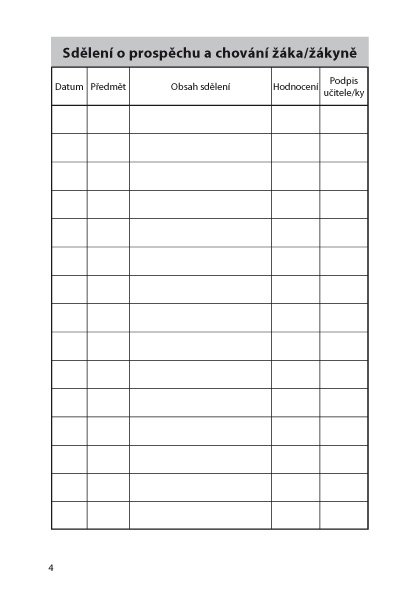 Sdělení o prospěchu a chování žáka/žákyně
Datum Předmět Obsah sdělení Hodnocení Podpis učitele/ky
4